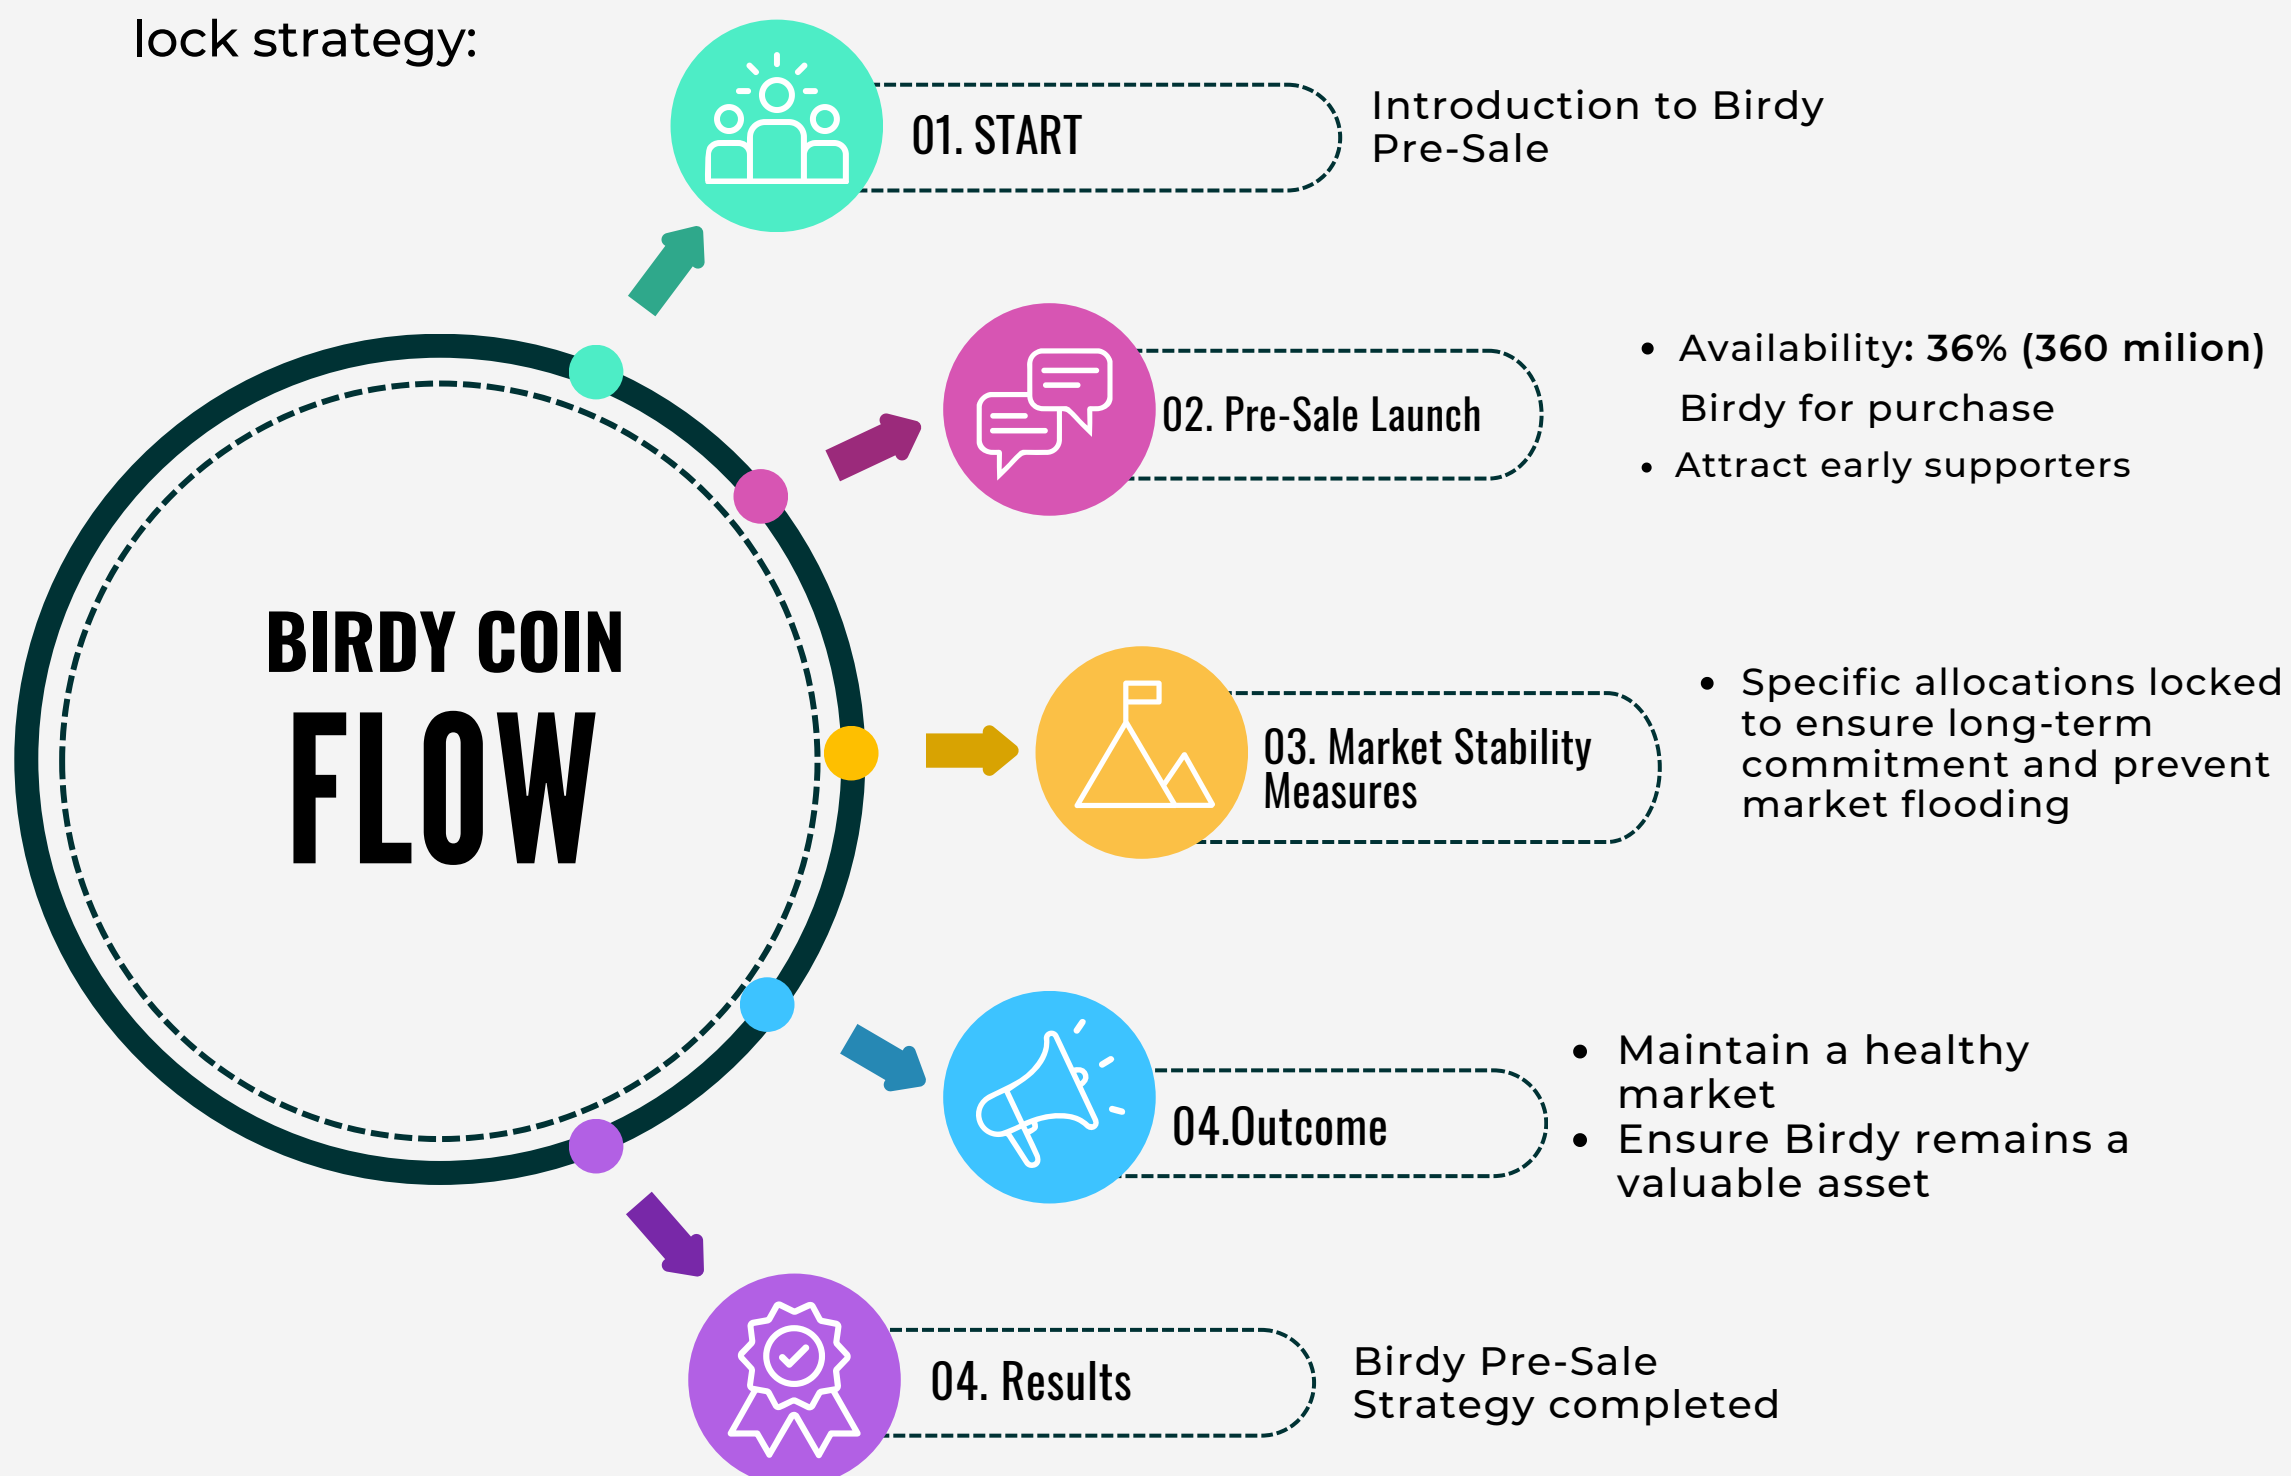 lock strategy:
01. START
Introduction to Birdy
Pre-Sale
02. Pre-Sale Launch
• Availability: 36% (360 milion)
Birdy for purchase
• Attract early supporters
BIRDY COIN
FLOW
03. Market Stability
Measures
• Specific allocations locked
to ensure long-term
commitment and prevent
market flooding
04.Outcome
• Maintain a healthy
market
• Ensure Birdy remains a
valuable asset
04. Results
Birdy Pre-Sale
Strategy completed